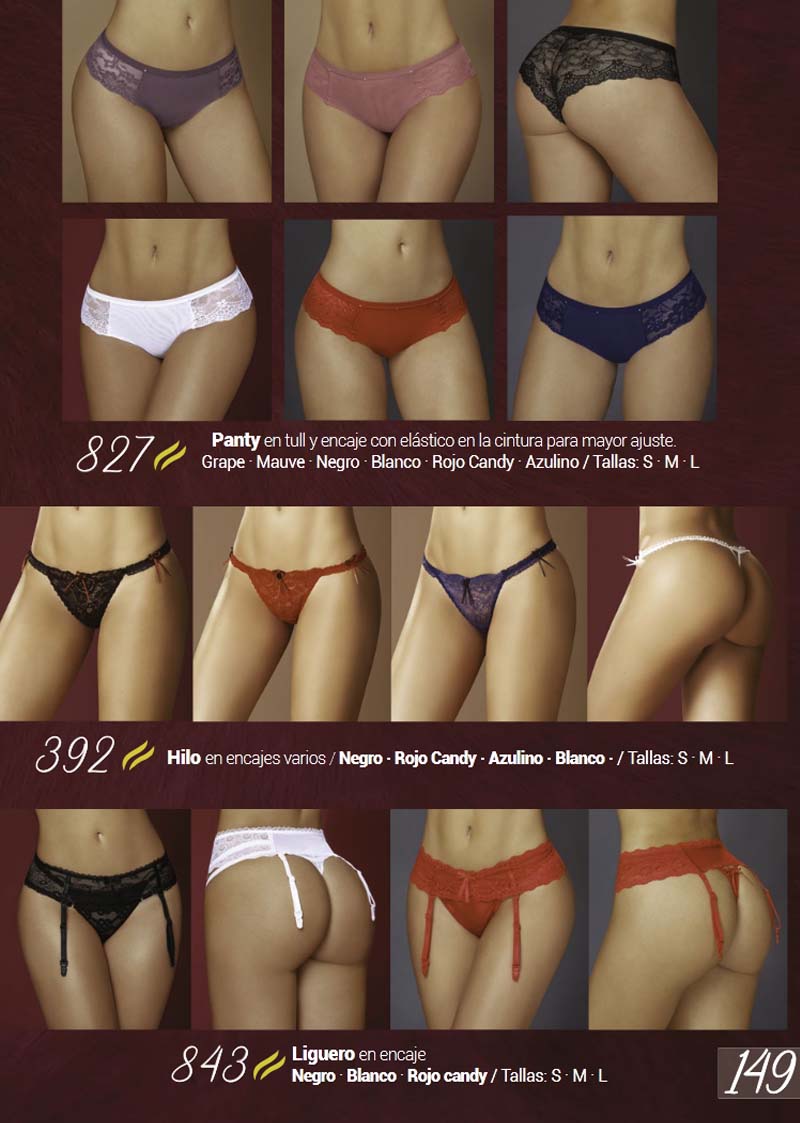 827 Panty en tull y encaje con elástico en la cintura para mayor ajuste.
Grape · Mauve · Negro · Blanco · Rojo Candy · Azulino / Tallas: S · M · L
392 Hilo en encajes varios / Negro · Rojo Candy · Azulino · Blanco · / Tallas: S · M · L
843 Liguero en encaje
Negro · Blanco · Rojo candy / Tallas: S · M · L
149